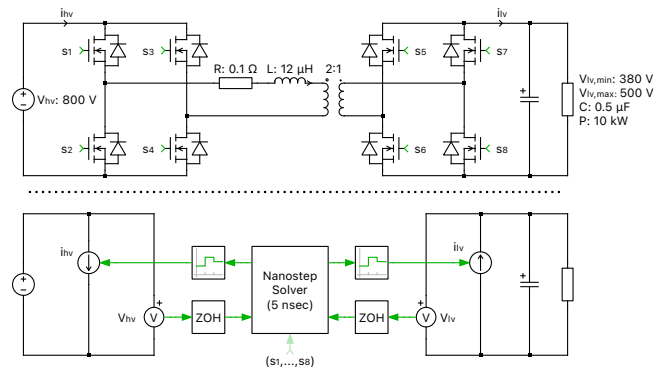 ihv
ilv
s1
s3
s5
s7
R: 0.1 Ω
L: 12 µH
2:1
Vhv: 800 V
+
Vlv,min: 380 V
Vlv,max: 500 V
C: 0.5 µF
P: 10 kW
s2
s4
s6
s8
ihv
ilv
Nanostep
Solver
(5 nsec)
+
+
+
Vhv
V
ZOH
ZOH
V
Vlv
(s1,...,s8)